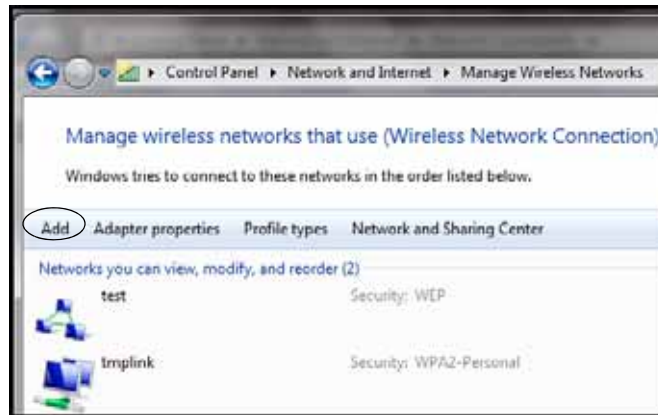 Control Panel ▸ Network and Internet ▸ Manage Wireless Networks
Manage wireless networks that use (Wireless Network Connection)
Windows tries to connect to these networks in the order listed below.
Add Adapter properties Profile types Network and Sharing Center
Networks you can view, modify, and reorder (2)
test Security: WEP
tmplink Security: WPA2-Personal